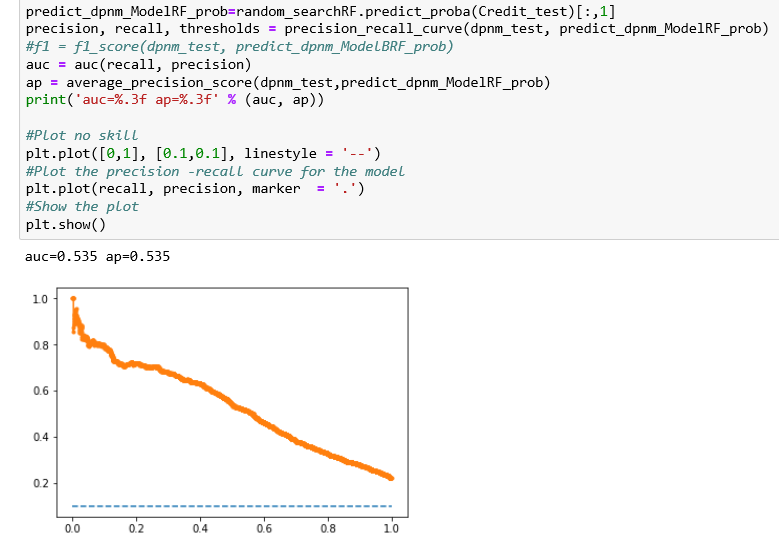 predict_dpnm_ModelRF_prob=random_searchRF.predict_proba(Credit_test)[:,1]
precision, recall, thresholds = precision_recall_curve(dpnm_test, predict_dpnm_ModelRF_prob)
#f1 = f1_score(dpnm_test, predict_dpnm_ModelBRF_prob)
auc = auc(recall, precision)
ap = average_precision_score(dpnm_test,predict_dpnm_ModelRF_prob)
print('auc=%.3f ap=%.3f' % (auc, ap))
#Plot no skill
plt.plot([0,1], [0.1,0.1], linestyle = '--')
#Plot the precision -recall curve for the model
plt.plot(recall, precision, marker  = '.')
#Show the plot
plt.show()
auc=0.535 ap=0.535
1.0
0.8
0.6
0.4
0.2
0.0 0.2 0.4 0.6 0.8 1.0